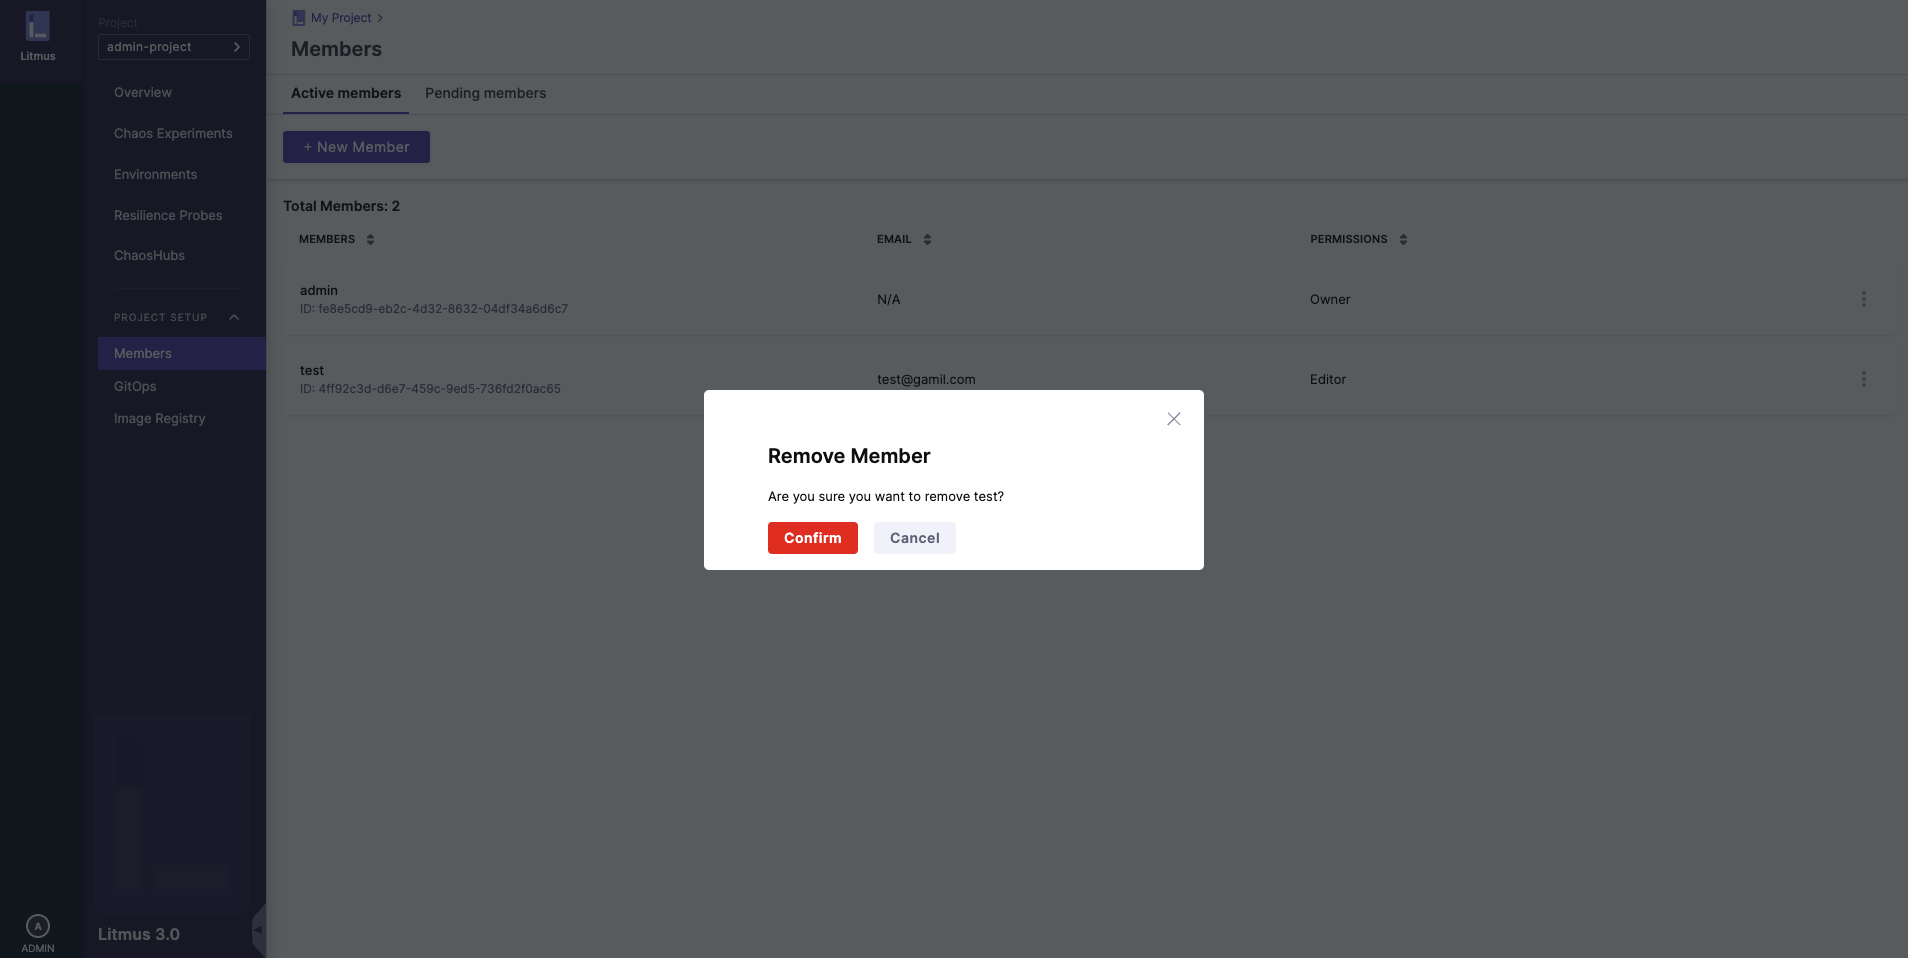 Litmus
Project
admin-project
Overview
Chaos Experiments
Environments
Resilience Probes
ChaosHubs
PROJECT SETUP
Members
GitOps
Image Registry
Litmus 3.0
A
ADMIN
My Project
Members
Active members
Pending members
+ New Member
Total Members: 2
MEMBERS EMAIL PERMISSIONS
admin
ID: fe8e5cd9-eb2c-4d32-8632-04df34a6d6c7
N/A
Owner
test
ID: 4ff92c3d-d6e7-459c-9ed5-736fd2f0ac65
test@gamil.com
Editor
Remove Member
Are you sure you want to remove test?
Confirm Cancel